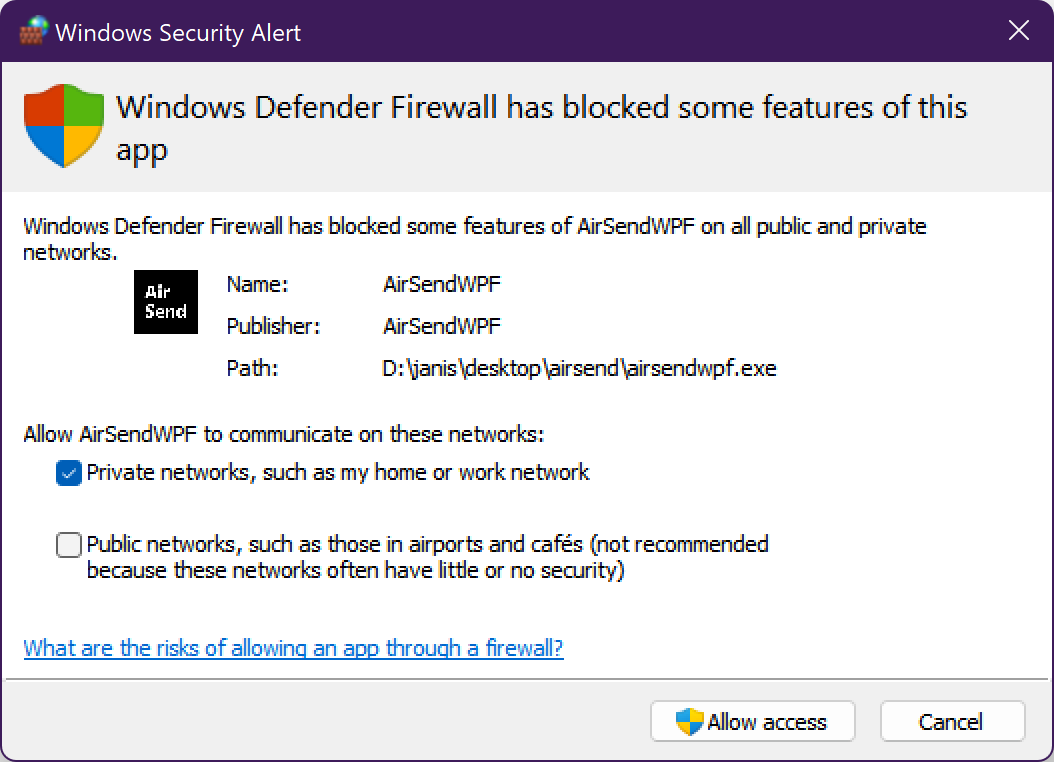 Windows Security Alert
Windows Defender Firewall has blocked some features of this
app
Windows Defender Firewall has blocked some features of AirSendWPF on all public and private
networks.
Air
Send
Name: AirSendWPF
Publisher: AirSendWPF
Path: D:\janis\desktop\airsend\airsendwpf.exe
Allow AirSendWPF to communicate on these networks:
Private networks, such as my home or work network
Public networks, such as those in airports and cafés (not recommended
because these networks often have little or no security)
What are the risks of allowing an app through a firewall?
Allow access Cancel